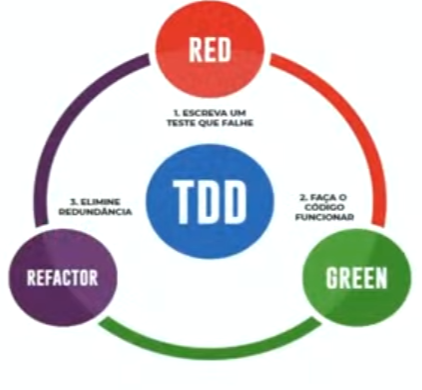 RED
1. ESCREVA UM
TESTE QUE FALHE
TDD
3. ELIMINE
REDUNDÂNCIA
2. FAÇA O
CÓDIGO
FUNCIONAR
REFACTOR
GREEN